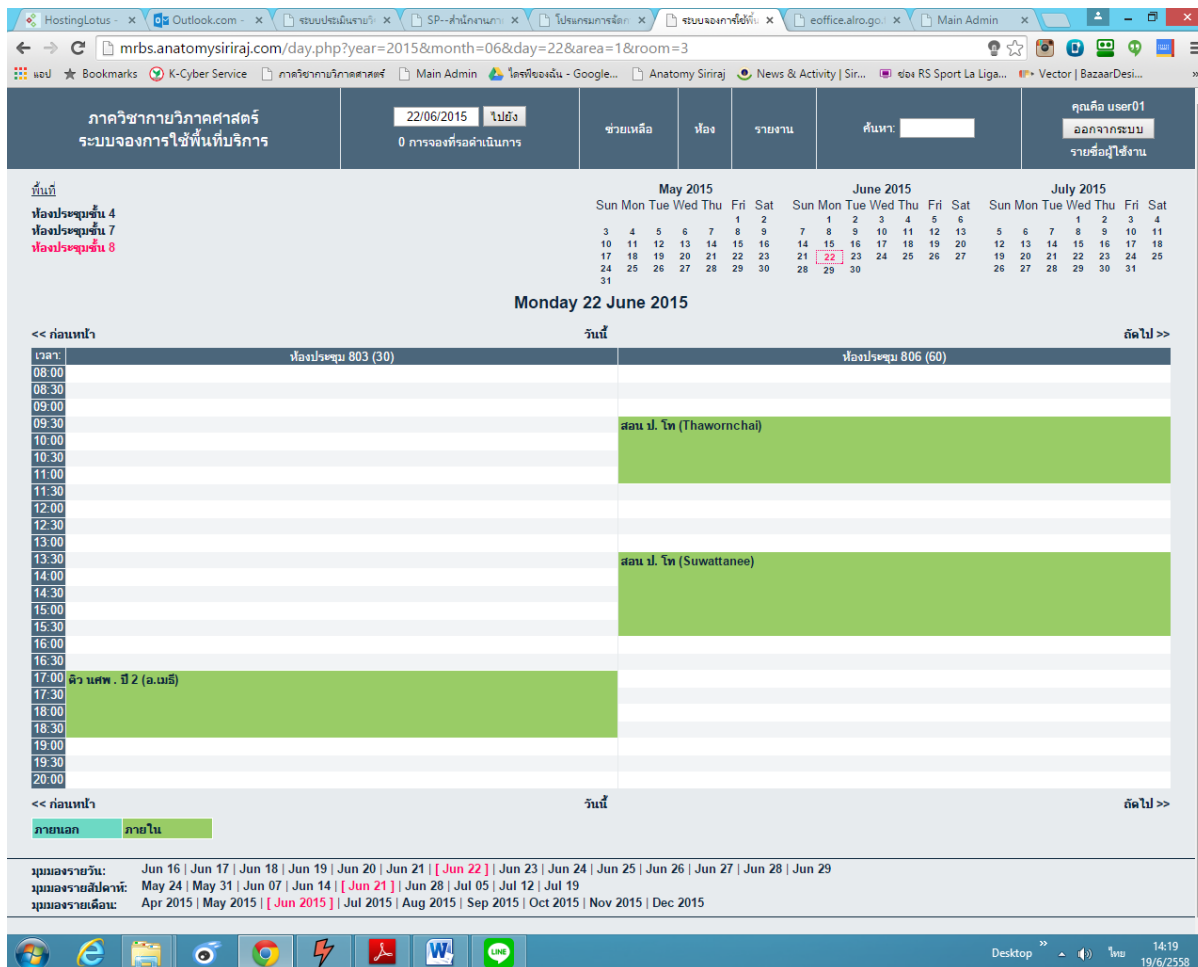 HostingLotus - Outlook.com - ระบบประเมินรายวิ SP--สำนักงานภา โปรแกรมการจัดก ระบบจองการใช้พื้น eoffice.alro.go.t Main Admin
mrbs.anatomysiriraj.com/day.php?year=2015&month=06&day=22&area=1&room=3
แอป Bookmarks K-Cyber Service ภาควิชากายวิภาคศาสตร์ Main Admin ไดรฟ์ของฉัน - Google... Anatomy Siriraj News & Activity | Sir... ช่อง RS Sport La Liga... Vector | BazaarDesi... »
ภาควิชากายวิภาคศาสตร์
ระบบจองการใช้พื้นที่บริการ
22/06/2015 ไปยัง
0 การจองที่รอดำเนินการ
ช่วยเหลือ ห้อง รายงาน ค้นหา:
คุณคือ user01
ออกจากระบบ
รายชื่อผู้ใช้งาน
พื้นที่
ห้องประชุมชั้น 4
ห้องประชุมชั้น 7
ห้องประชุมชั้น 8
May 2015
Sun Mon Tue Wed Thu Fri Sat
1 2
3 4 5 6 7 8 9
10 11 12 13 14 15 16
17 18 19 20 21 22 23
24 25 26 27 28 29 30
31
June 2015
Sun Mon Tue Wed Thu Fri Sat
1 2 3 4 5 6
7 8 9 10 11 12 13
14 15 16 17 18 19 20
21 22 23 24 25 26 27
28 29 30
July 2015
Sun Mon Tue Wed Thu Fri Sat
1 2 3 4
5 6 7 8 9 10 11
12 13 14 15 16 17 18
19 20 21 22 23 24 25
26 27 28 29 30 31
Monday 22 June 2015
<< ก่อนหน้า วันนี้ ถัดไป >>
เวลา: ห้องประชุม 803 (30) ห้องประชุม 806 (60)
08:00
08:30
09:00
09:30 สอน ป. โท (Thawornchai)
10:00
10:30
11:00
11:30
12:00
12:30
13:00
13:30 สอน ป. โท (Suwattanee)
14:00
14:30
15:00
15:30
16:00
16:30
17:00 ติว นศพ . ปี 2 (อ.เมธี)
17:30
18:00
18:30
19:00
19:30
20:00
<< ก่อนหน้า วันนี้ ถัดไป >>
ภายนอก ภายใน
มุมมองรายวัน: Jun 16 | Jun 17 | Jun 18 | Jun 19 | Jun 20 | Jun 21 | [ Jun 22 ] | Jun 23 | Jun 24 | Jun 25 | Jun 26 | Jun 27 | Jun 28 | Jun 29
มุมมองรายสัปดาห์: May 24 | May 31 | Jun 07 | Jun 14 | [ Jun 21 ] | Jun 28 | Jul 05 | Jul 12 | Jul 19
มุมมองรายเดือน: Apr 2015 | May 2015 | [ Jun 2015 ] | Jul 2015 | Aug 2015 | Sep 2015 | Oct 2015 | Nov 2015 | Dec 2015
LINE
Desktop » ไทย 14:19
19/6/2558